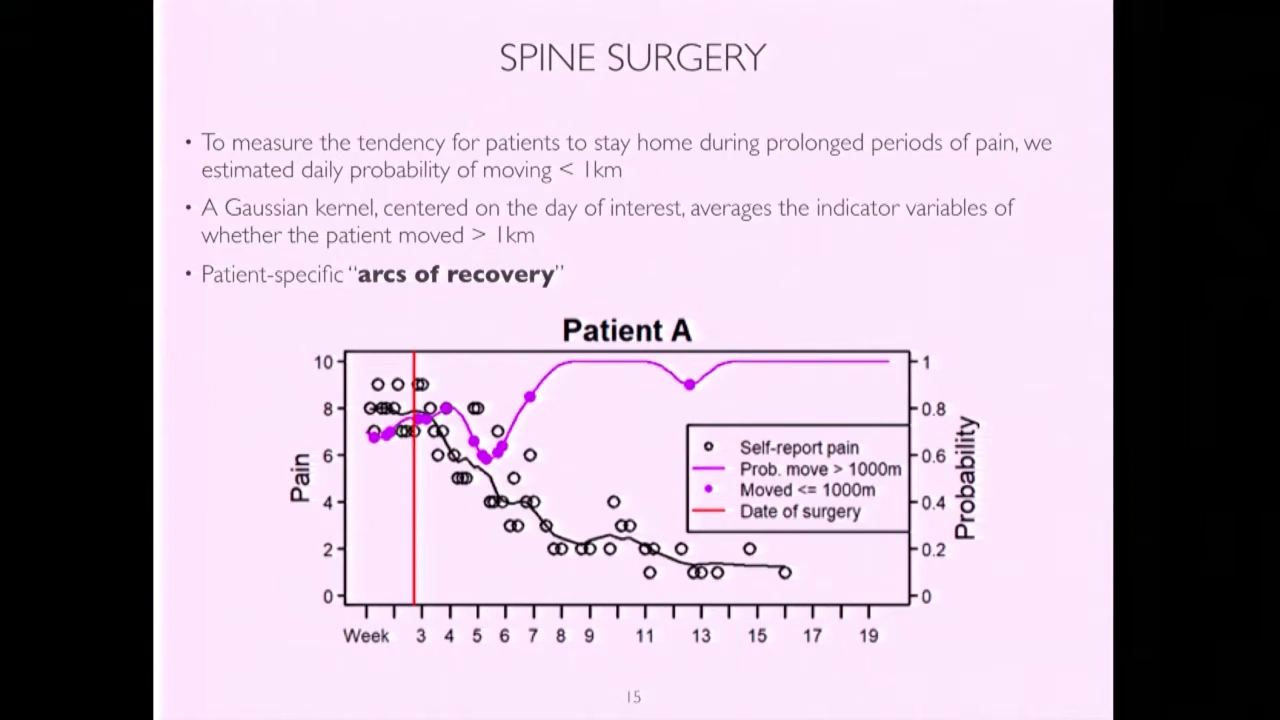 SPINE SURGERY
• To measure the tendency for patients to stay home during prolonged periods of pain, we
estimated daily probability of moving < 1km
• A Gaussian kernel, centered on the day of interest, averages the indicator variables of
whether the patient moved > 1km
• Patient-specific "arcs of recovery"
Patient A
10
8
6
4
2
0
Pain
1
0.8
0.6
0.4
0.2
0
Probability
Self-report pain
Prob. move > 1000m
Moved <= 1000m
Date of surgery
Week 3 4 5 6 7 8 9 11 13 15 17 19
15